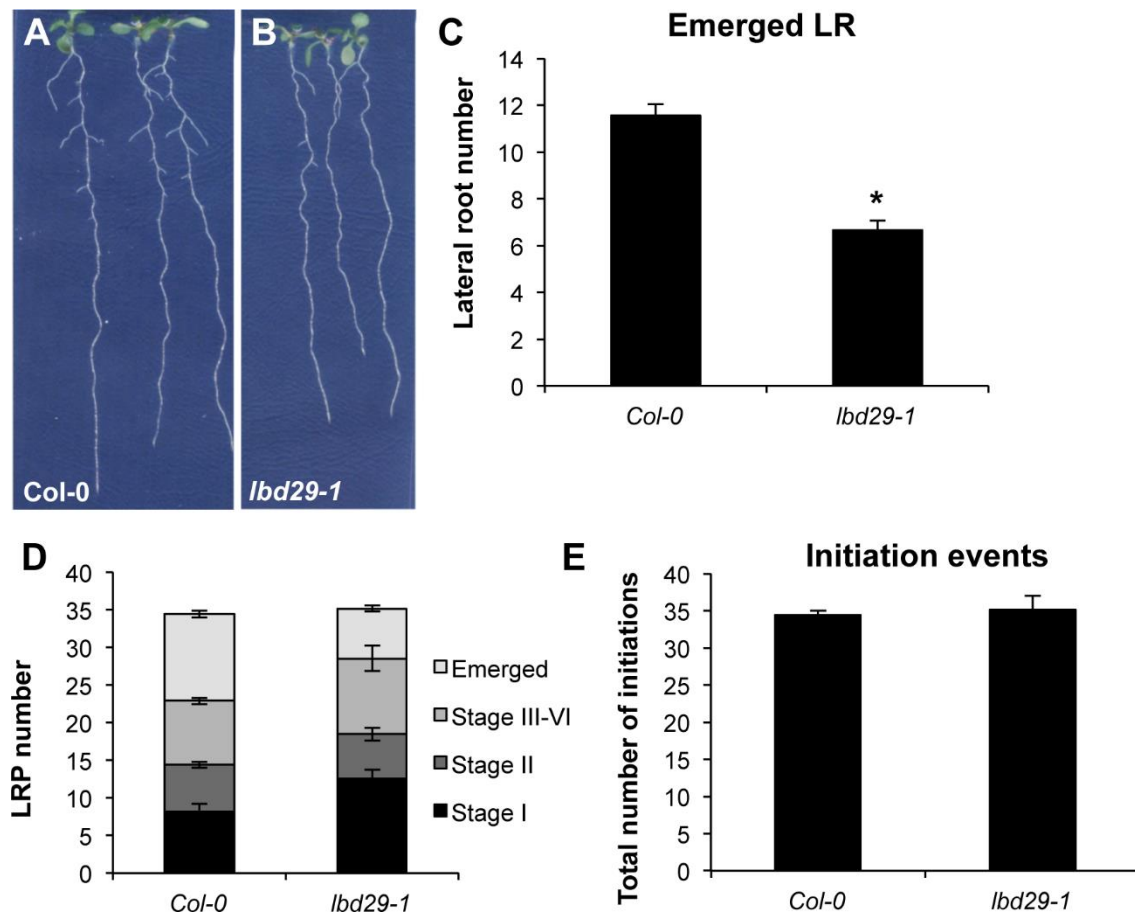 A
Col-0
B
lbd29-1
C
Emerged LR
Lateral root number
14
12
10
8
6
4
2
0
*
Col-0
lbd29-1
D
LRP number
40
35
30
25
20
15
10
5
0
Col-0
lbd29-1
Emerged
Stage III-VI
Stage II
Stage I
E
Initiation events
Total number of initiations
40
35
30
25
20
15
10
5
0
Col-0
lbd29-1